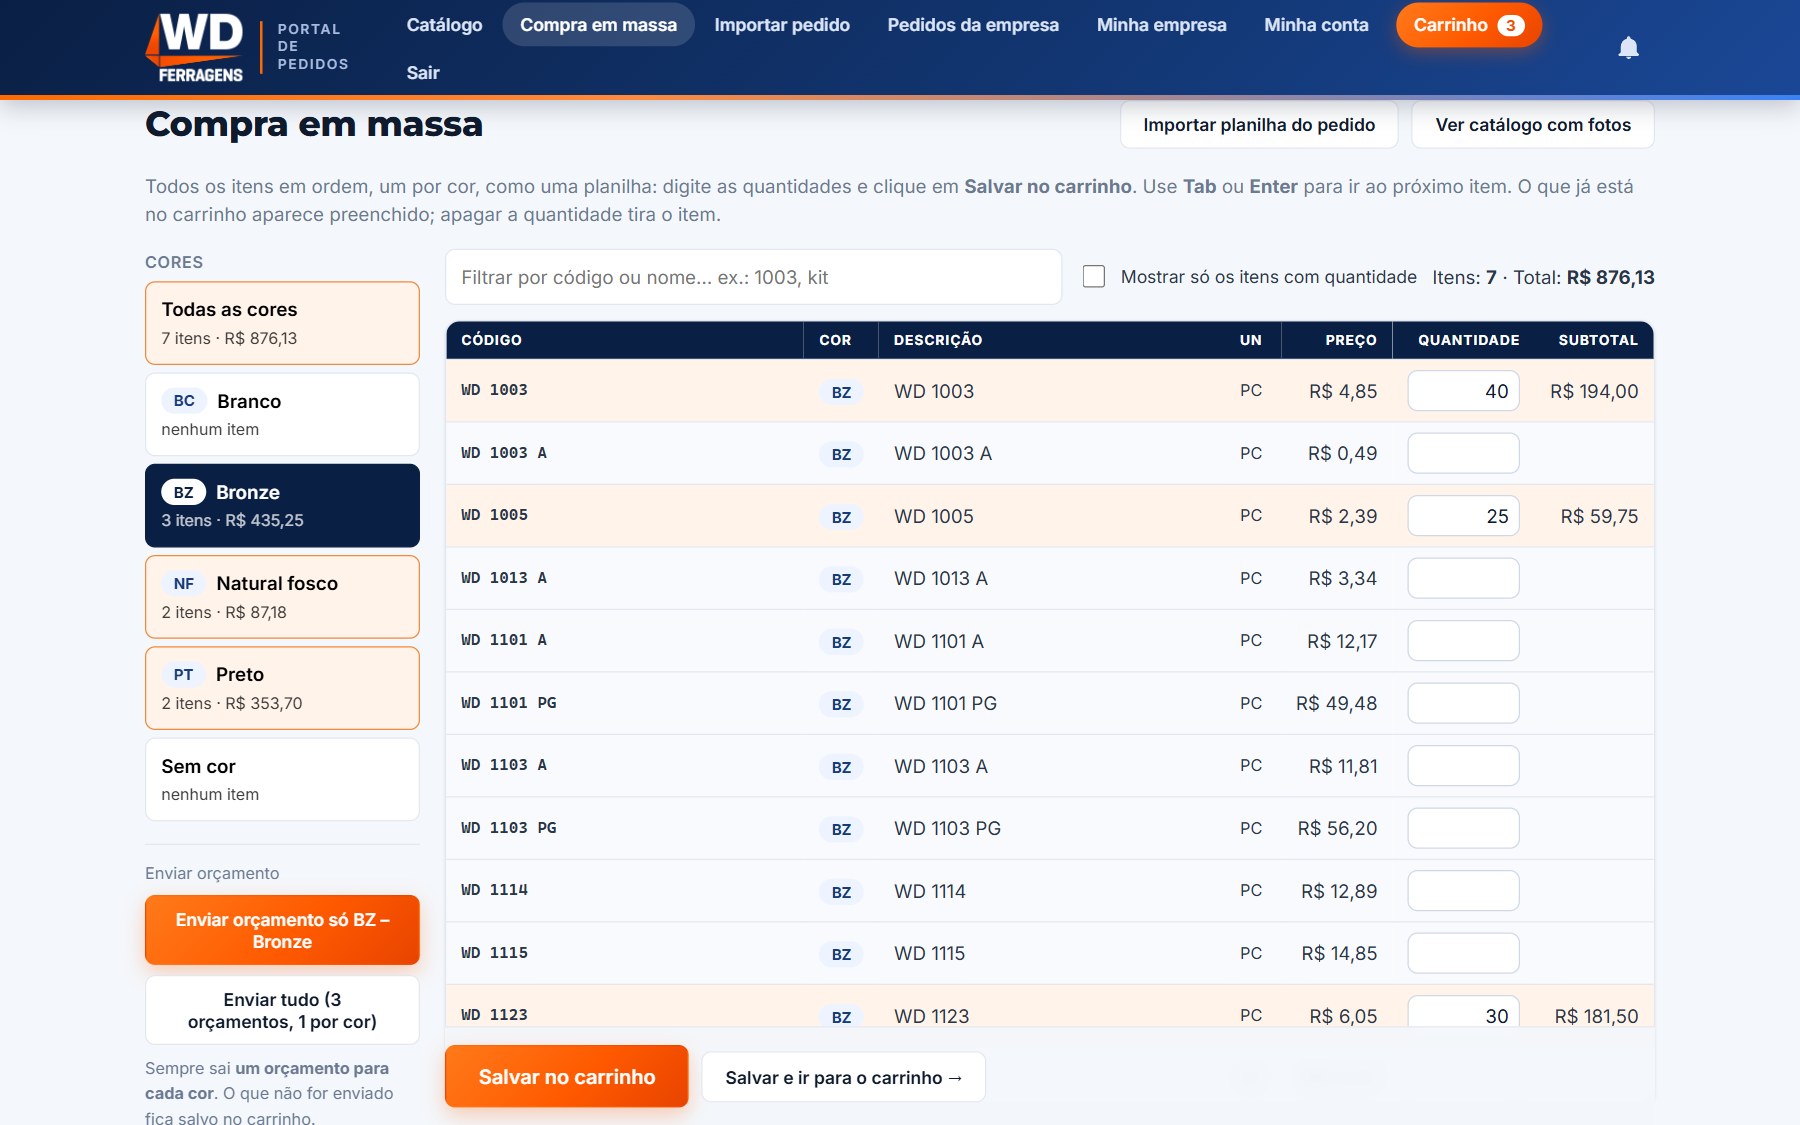 WD
FERRAGENS
PORTAL
DE
PEDIDOS
Catálogo
Compra em massa
Importar pedido
Pedidos da empresa
Minha empresa
Minha conta
Carrinho 3
Sair
Compra em massa
Importar planilha do pedido
Ver catálogo com fotos
Todos os itens em ordem, um por cor, como uma planilha: digite as quantidades e clique em Salvar no carrinho. Use Tab ou Enter para ir ao próximo item. O que já está
no carrinho aparece preenchido; apagar a quantidade tira o item.
CORES
Todas as cores
7 itens · R$ 876,13
BC Branco
nenhum item
BZ Bronze
3 itens · R$ 435,25
NF Natural fosco
2 itens · R$ 87,18
PT Preto
2 itens · R$ 353,70
Sem cor
nenhum item
Enviar orçamento
Enviar orçamento só BZ –
Bronze
Enviar tudo (3
orçamentos, 1 por cor)
Sempre sai um orçamento para
cada cor. O que não for enviado
fica salvo no carrinho.
Filtrar por código ou nome... ex.: 1003, kit
Mostrar só os itens com quantidade
Itens: 7 · Total: R$ 876,13
CÓDIGO COR DESCRIÇÃO UN PREÇO QUANTIDADE SUBTOTAL
WD 1003 BZ WD 1003 PC R$ 4,85 40 R$ 194,00
WD 1003 A BZ WD 1003 A PC R$ 0,49
WD 1005 BZ WD 1005 PC R$ 2,39 25 R$ 59,75
WD 1013 A BZ WD 1013 A PC R$ 3,34
WD 1101 A BZ WD 1101 A PC R$ 12,17
WD 1101 PG BZ WD 1101 PG PC R$ 49,48
WD 1103 A BZ WD 1103 A PC R$ 11,81
WD 1103 PG BZ WD 1103 PG PC R$ 56,20
WD 1114 BZ WD 1114 PC R$ 12,89
WD 1115 BZ WD 1115 PC R$ 14,85
WD 1123 BZ WD 1123 PC R$ 6,05 30 R$ 181,50
Salvar no carrinho
Salvar e ir para o carrinho →